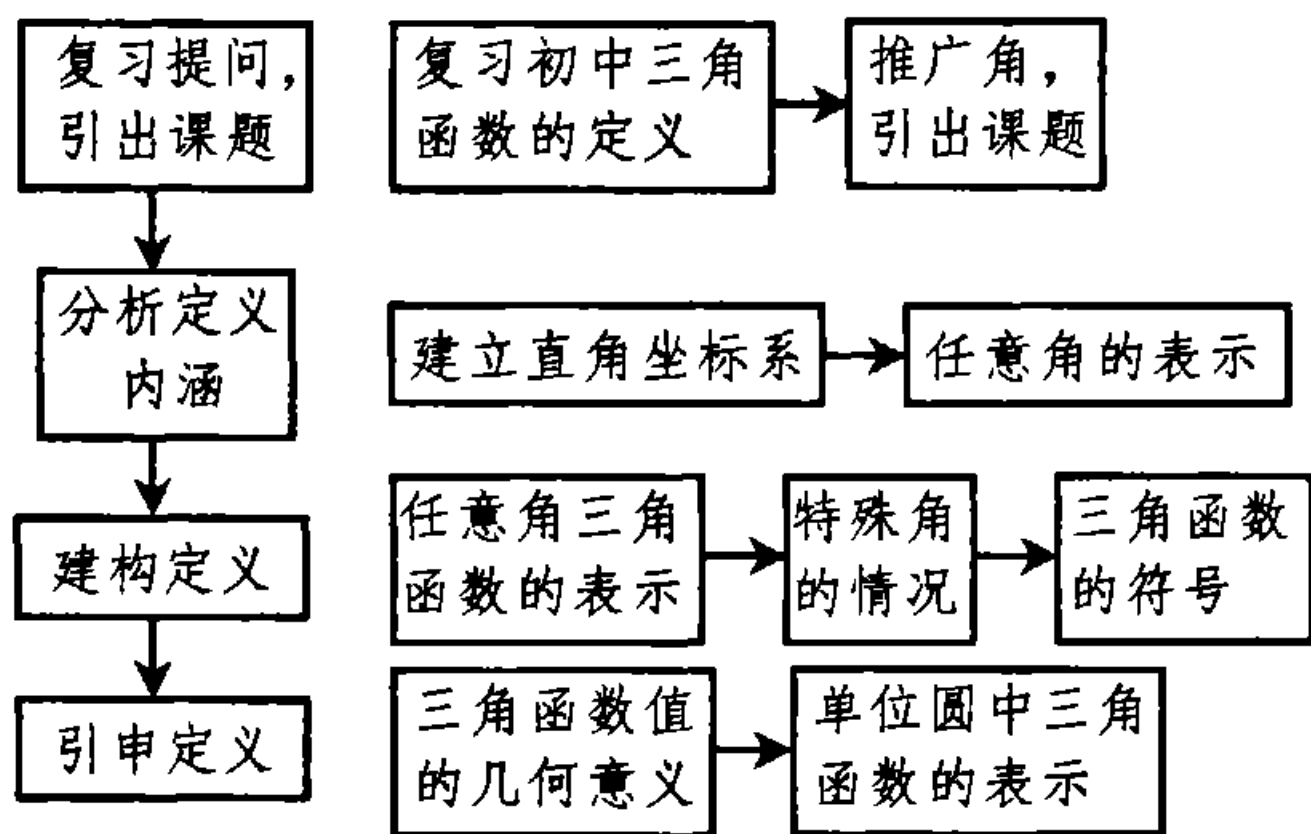 复习提问，
引出课题
复习初中三角
函数的定义
推广角，
引出课题
分析定义
内涵
建立直角坐标系
任意角的表示
建构定义
任意角三角
函数的表示
特殊角
的情况
三角函数
的符号
引申定义
三角函数值
的几何意义
单位圆中三角
函数的表示